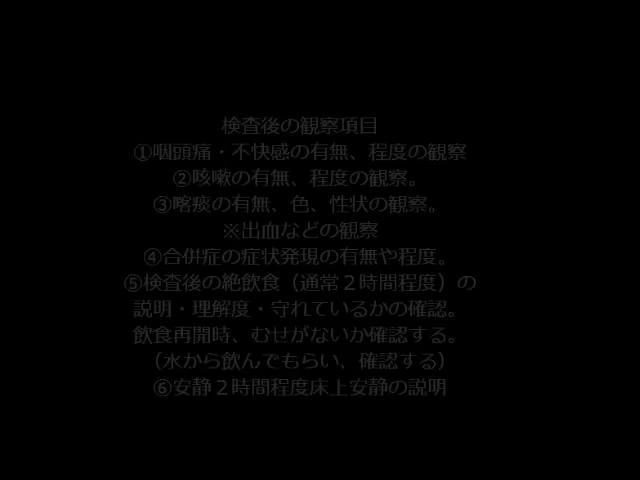 検査後の観察項目
①咽頭痛・不快感の有無、程度の観察
②咳嗽の有無、程度の観察。
③喀痰の有無、色、性状の観察。
※出血などの観察
④合併症の症状発現の有無や程度。
⑤検査後の絶飲食（通常２時間程度）の
説明・理解度・守れているかの確認。
飲食再開時、むせがないか確認する。
（水から飲んでもらい、確認する）
⑥安静２時間程度床上安静の説明